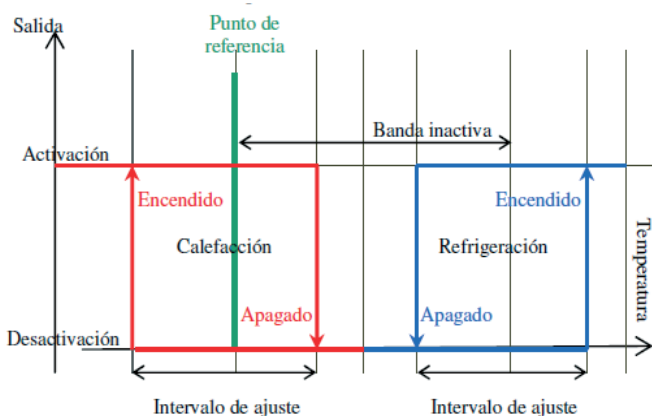 Salida
Punto de
referencia
Banda inactiva
Activación
Encendido
Encendido
Calefacción
Refrigeración
Temperatura
Apagado
Apagado
Desactivación
Intervalo de ajuste
Intervalo de ajuste